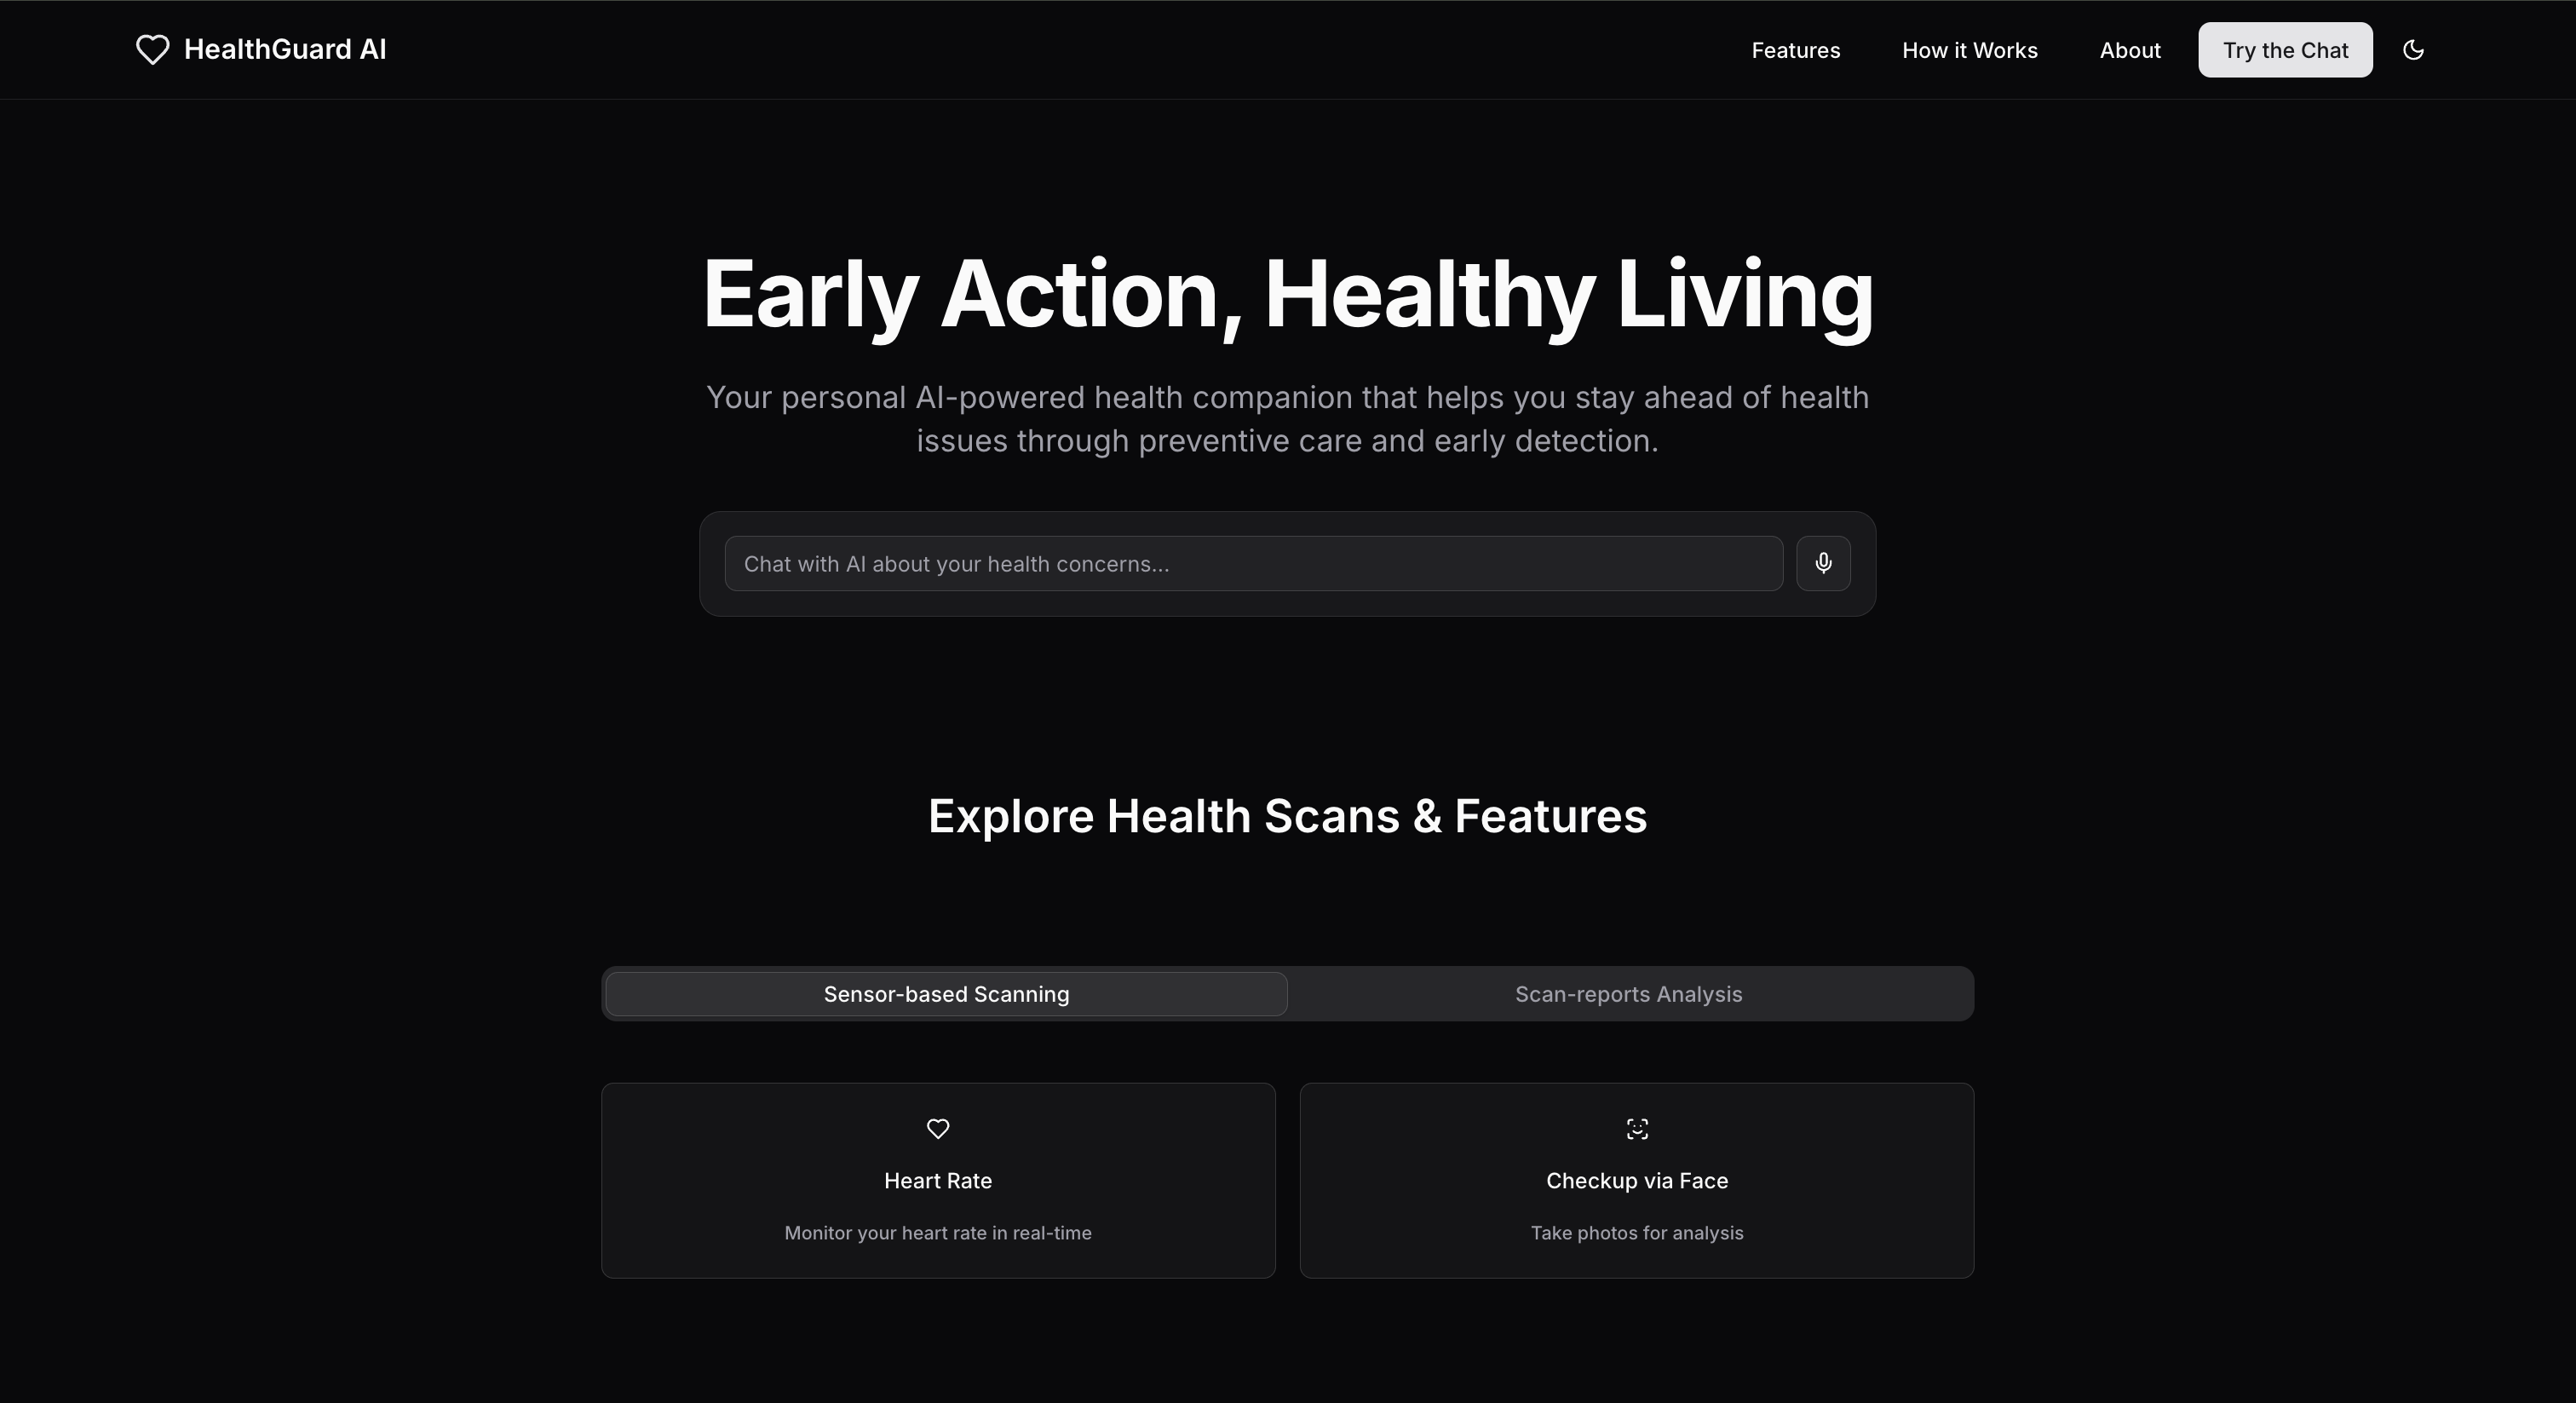 HealthGuard AI
Features
How it Works
About
Try the Chat
Early Action, Healthy Living
Your personal AI-powered health companion that helps you stay ahead of health
issues through preventive care and early detection.
Chat with AI about your health concerns...
Explore Health Scans & Features
Sensor-based Scanning
Scan-reports Analysis
Heart Rate
Monitor your heart rate in real-time
Checkup via Face
Take photos for analysis